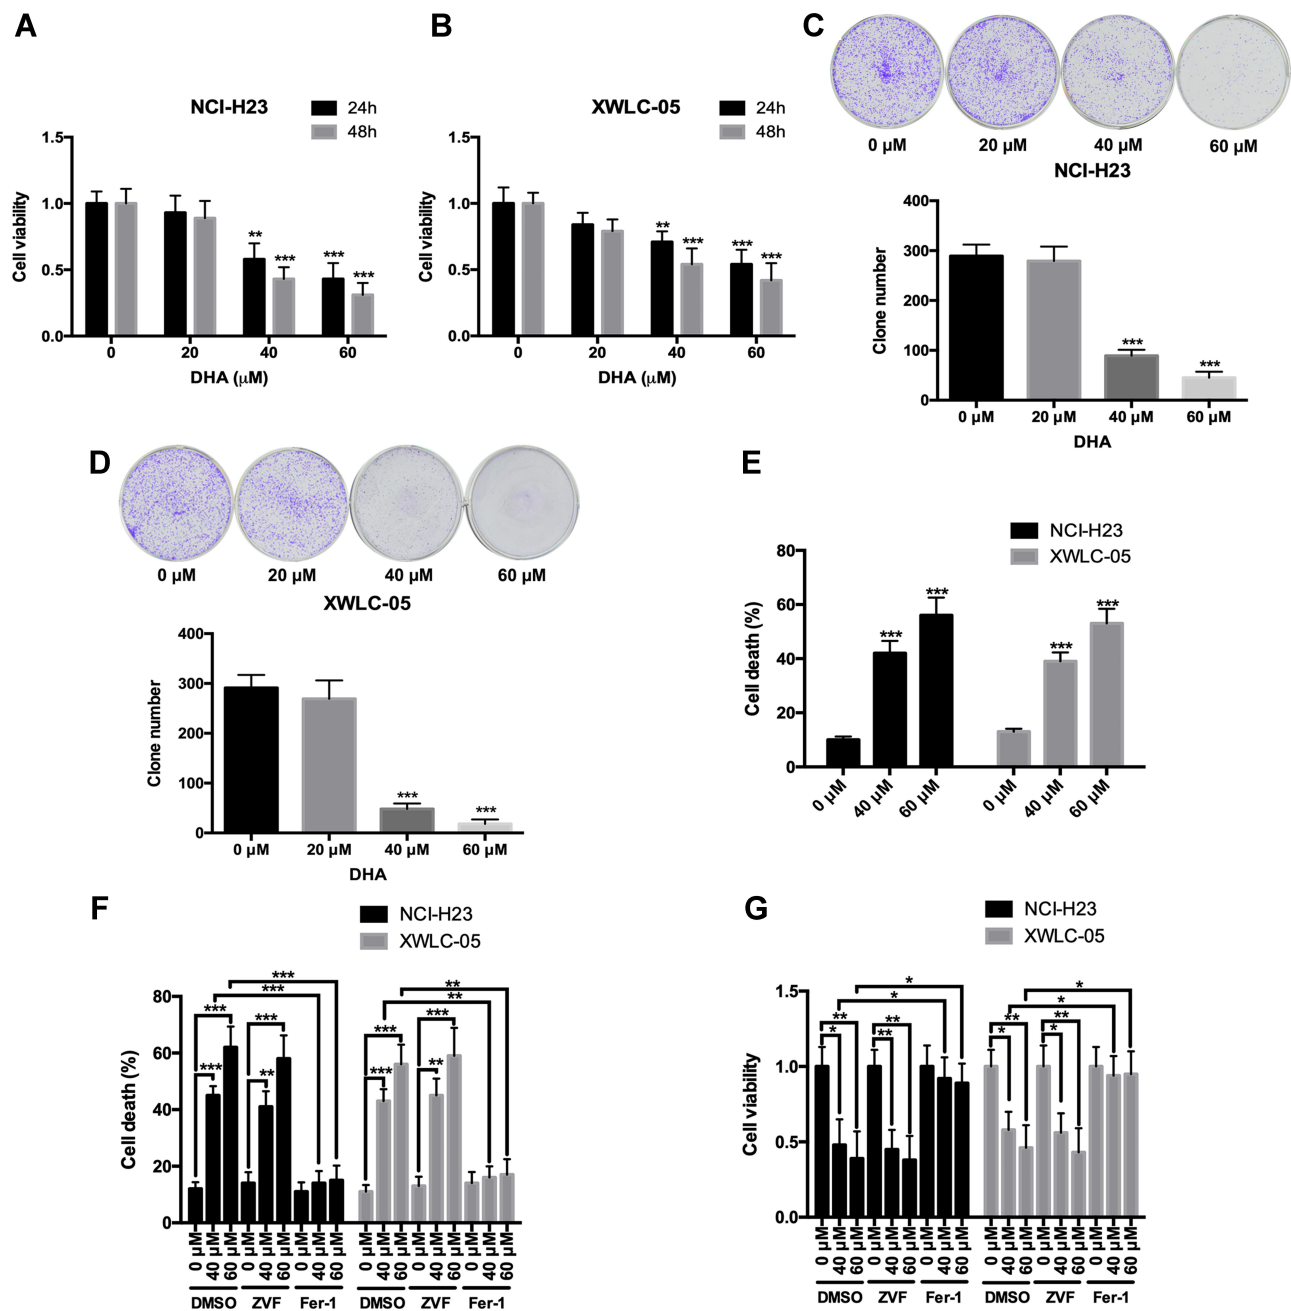 A
NCI-H23
24h
48h
Cell viability
1.5
1.0
0.5
0.0
** *** *** ***
0 20 40 60
DHA (μM)
B
XWLC-05
24h
48h
Cell viability
1.5
1.0
0.5
0.0
** *** *** ***
0 20 40 60
DHA (μM)
C
0 μM 20 μM 40 μM 60 μM
NCI-H23
Clone number
400
300
200
100
0
*** ***
0 μM 20 μM 40 μM 60 μM
DHA
D
0 μM 20 μM 40 μM 60 μM
XWLC-05
Clone number
400
300
200
100
0
*** ***
0 μM 20 μM 40 μM 60 μM
DHA
E
NCI-H23
XWLC-05
Cell death (%)
80
60
40
20
0
*** *** *** ***
0 μM 40 μM 60 μM 0 μM 40 μM 60 μM
F
NCI-H23
XWLC-05
Cell death (%)
80
60
40
20
0
*** *** *** *** ** *** ** ** *** *** *** **
0 μM 40 μM 60 μM 0 μM 40 μM 60 μM 0 μM 40 μM 60 μM 0 μM 40 μM 60 μM 0 μM 40 μM 60 μM 0 μM 40 μM 60 μM
DMSO ZVF Fer-1 DMSO ZVF Fer-1
G
NCI-H23
XWLC-05
Cell viability
1.5
1.0
0.5
0.0
* * ** * ** ** * * ** * ** *
0 μM 40 μM 60 μM 0 μM 40 μM 60 μM 0 μM 40 μM 60 μM 0 μM 40 μM 60 μM 0 μM 40 μM 60 μM 0 μM 40 μM 60 μM
DMSO ZVF Fer-1 DMSO ZVF Fer-1